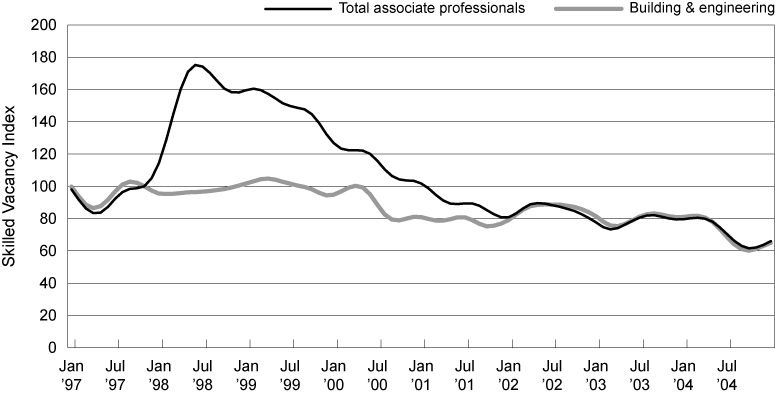 Total associate professionals Building & engineering
Skilled Vacancy Index
200
180
160
140
120
100
80
60
40
20
0
Jan Jul Jan Jul Jan Jul Jan Jul Jan Jul Jan Jul Jan Jul Jan Jul
’97 ’97 ’98 ’98 ’99 ’99 ’00 ’00 ’01 ’01 ’02 ’02 ’03 ’03 ’04 ’04